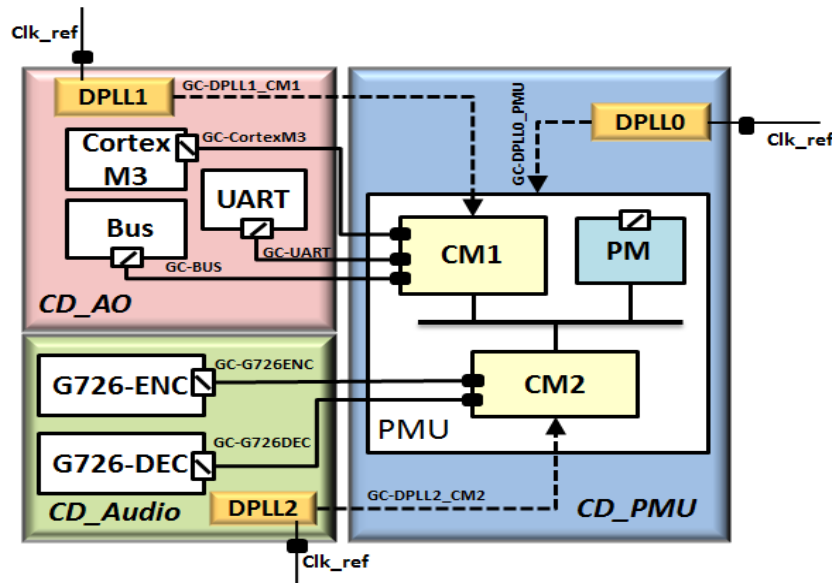 Clk_ref
DPLL1
GC-DPLL1_CM1
Cortex
M3
GC-CortexM3
UART
Bus
GC-UART
GC-BUS
CD_AO
DPLL0
Clk_ref
GC-DPLL0_PMU
CM1
PM
G726-ENC
GC-G726ENC
CM2
PMU
G726-DEC
GC-G726DEC
CD_Audio
DPLL2
GC-DPLL2_CM2
CD_PMU
Clk_ref